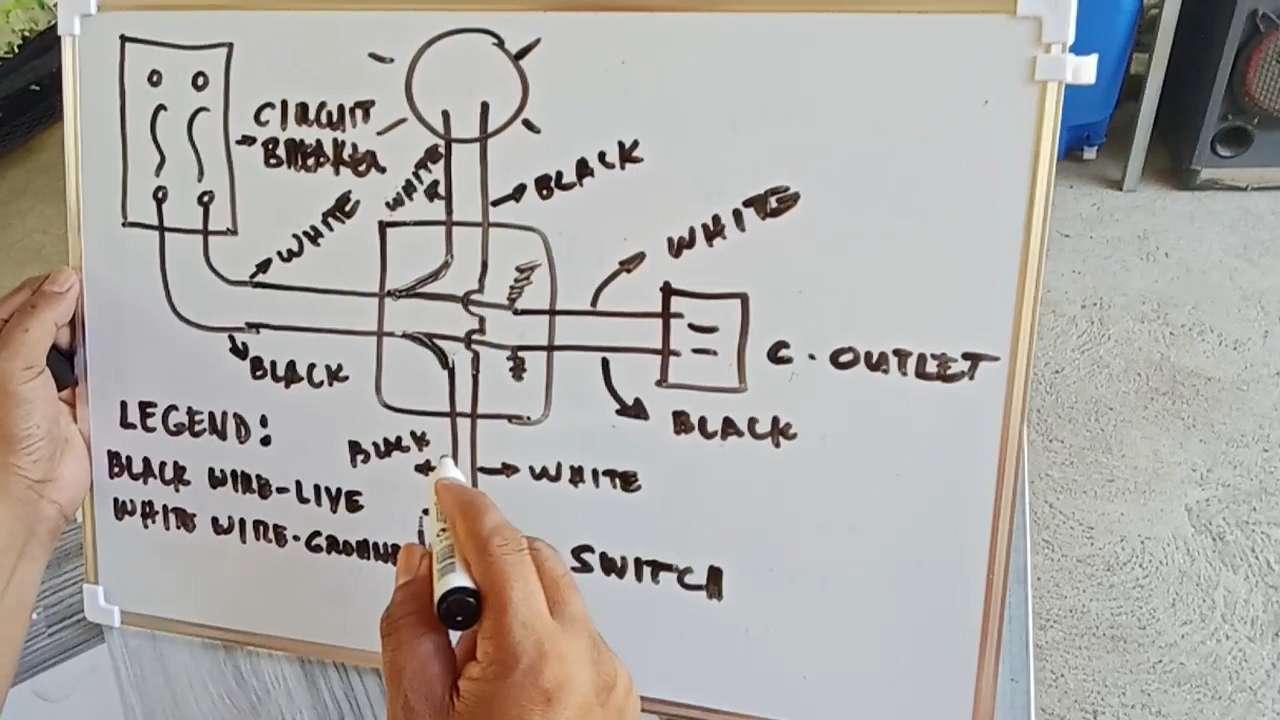 CIRCUIT
BREAKER
WHITE
WHITE
BLACK
WHITE
C. OUTLET
BLACK
BLACK
LEGEND:
BLACK WIRE-LIVE
WHITE WIRE-GROUND
BLACK
WHITE
SWITCH